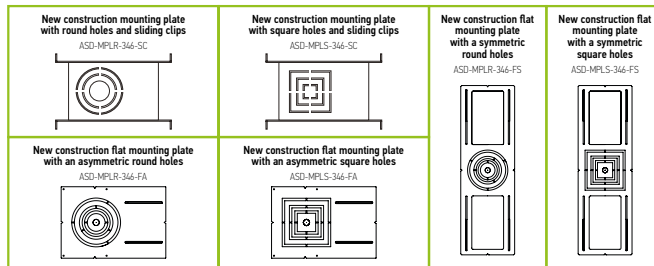 New construction mounting plate
with round holes and sliding clips
ASD-MPLR-346-SC
New construction mounting plate
with square holes and sliding clips
ASD-MPLS-346-SC
New construction flat
mounting plate
with a symmetric
round holes
ASD-MPLR-346-FS
New construction flat
mounting plate
with a symmetric
square holes
ASD-MPLS-346-FS
New construction flat mounting plate
with an asymmetric round holes
ASD-MPLR-346-FA
New construction flat mounting plate
with an asymmetric square holes
ASD-MPLS-346-FA